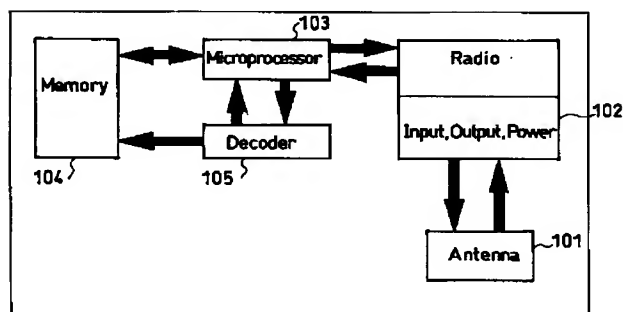 103
Microprocessor
Radio
Memory
102
Input,Output,Power
Decoder
104
105
101
Antenna